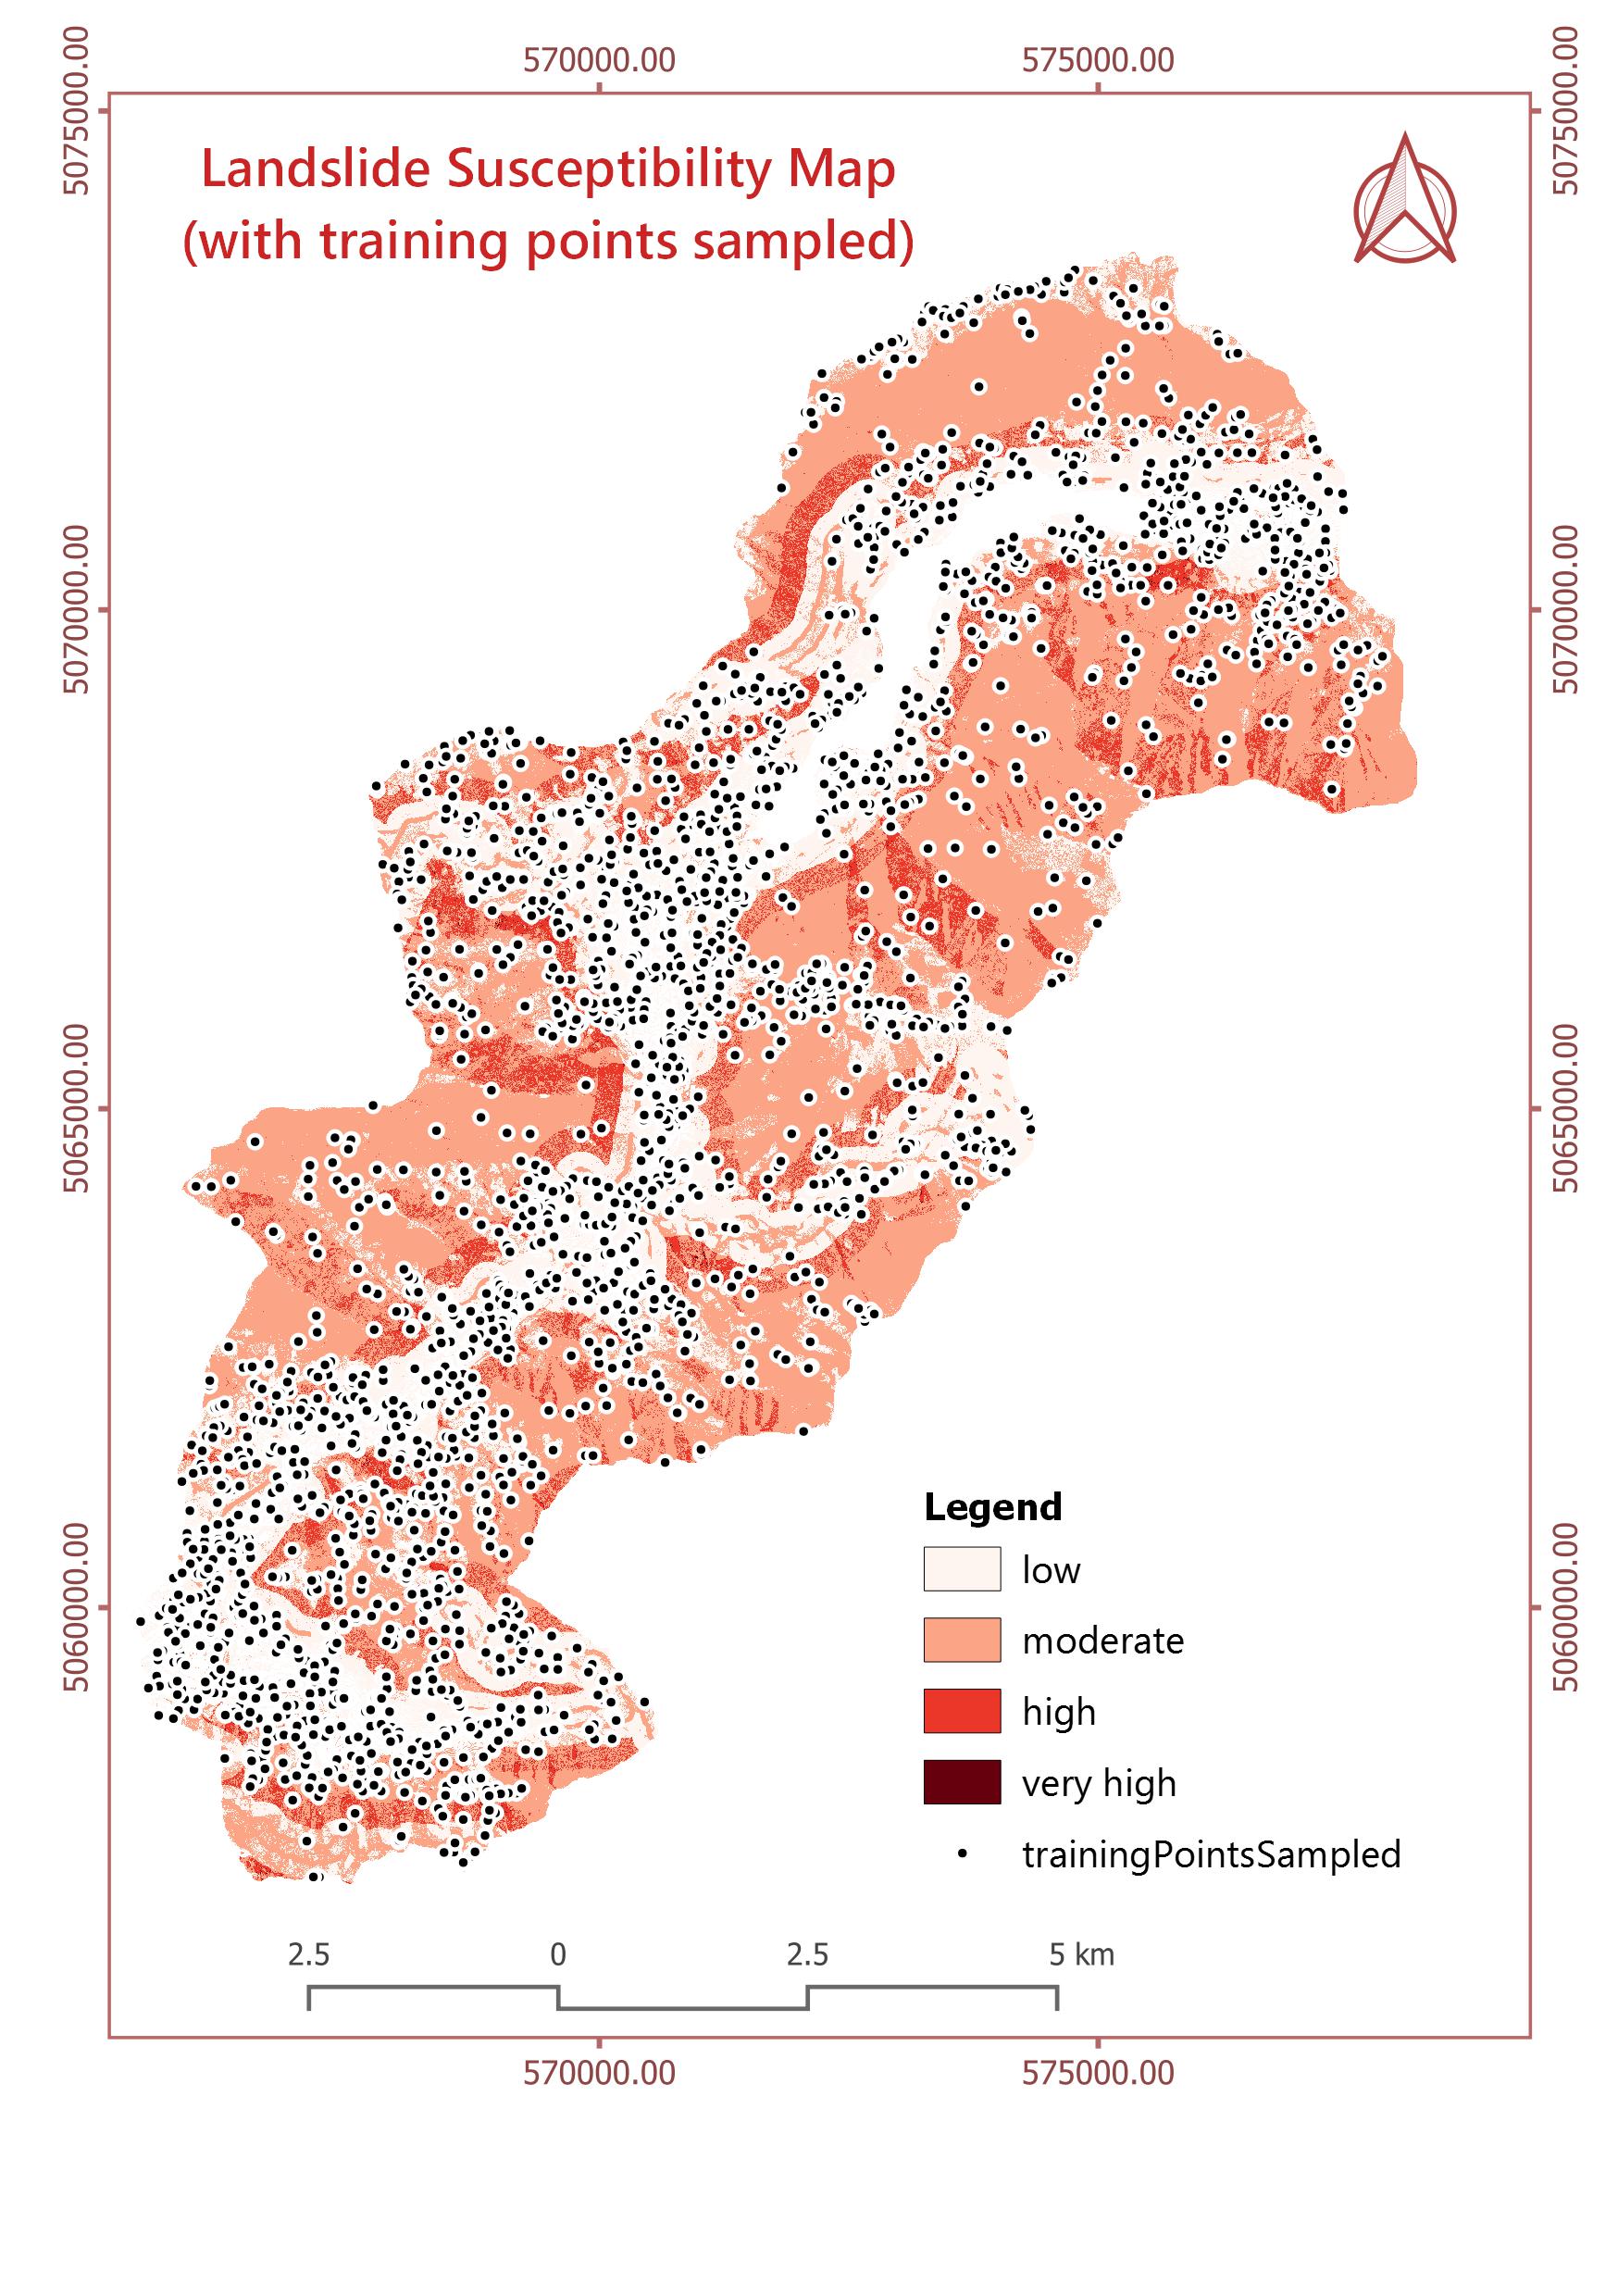 570000.00 575000.00
5075000.00 5075000.00
Landslide Susceptibility Map
(with training points sampled)
5070000.00 5070000.00
5065000.00 5065000.00
Legend
low
5060000.00 5060000.00
moderate
high
very high
trainingPointsSampled
2.5 0 2.5 5 km
570000.00 575000.00